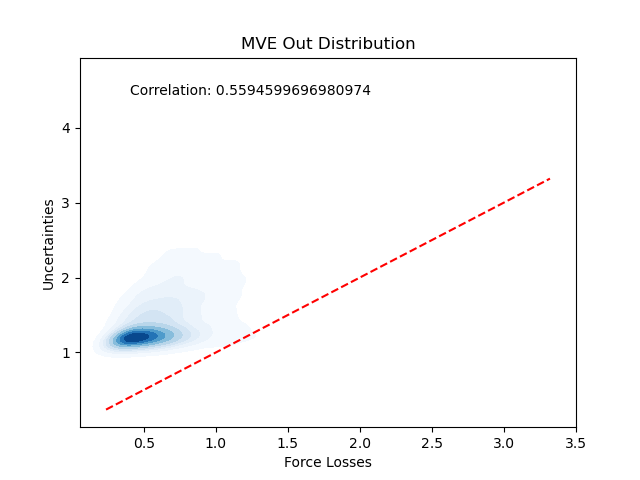 MVE Out Distribution
Correlation: 0.5594599696980974
Uncertainties
4
3
2
1
0.5 1.0 1.5 2.0 2.5 3.0 3.5
Force Losses